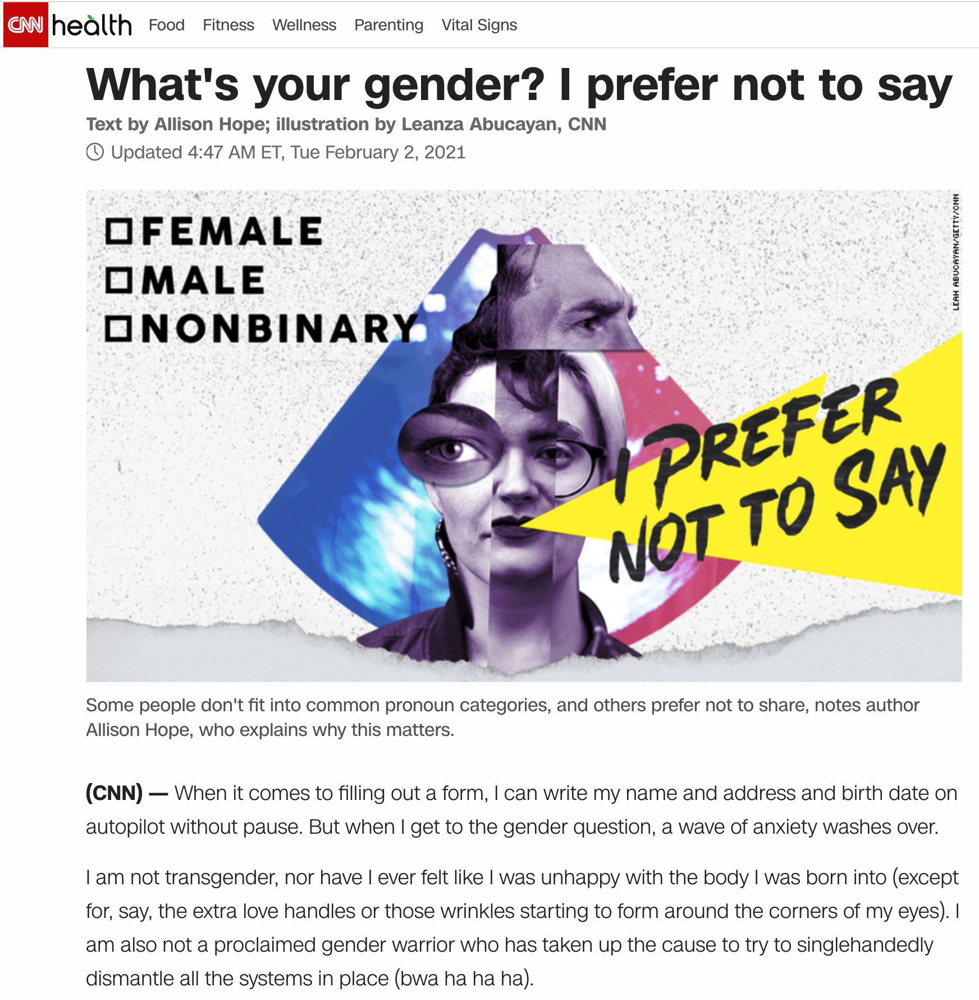 CNN health Food Fitness Wellness Parenting Vital Signs
What's your gender? I prefer not to say
Text by Allison Hope; illustration by Leanza Abucayan, CNN
Updated 4:47 AM ET, Tue February 2, 2021
FEMALE
MALE
NONBINARY
LEAH ABUCAYAN/GETTY/CNN
I PREFER
NOT TO SAY
Some people don't fit into common pronoun categories, and others prefer not to share, notes author
Allison Hope, who explains why this matters.
(CNN) — When it comes to filling out a form, I can write my name and address and birth date on
autopilot without pause. But when I get to the gender question, a wave of anxiety washes over.
I am not transgender, nor have I ever felt like I was unhappy with the body I was born into (except
for, say, the extra love handles or those wrinkles starting to form around the corners of my eyes). I
am also not a proclaimed gender warrior who has taken up the cause to try to singlehandedly
dismantle all the systems in place (bwa ha ha ha).